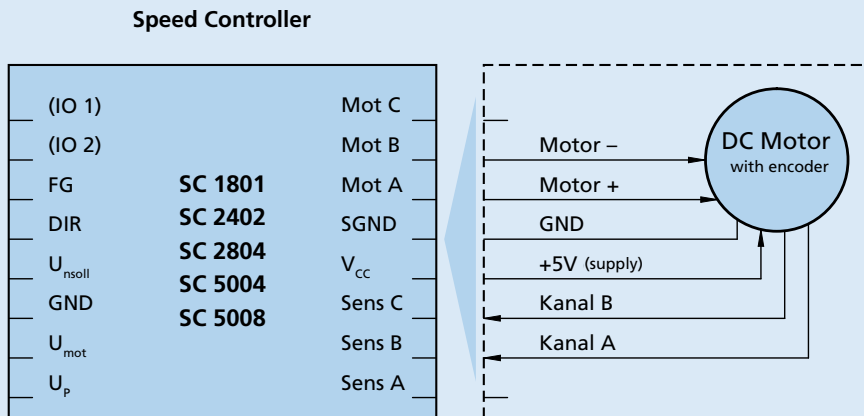 Speed Controller
(IO 1)
(IO 2)
FG
DIR
Unsoll
GND
Umot
UP
SC 1801
SC 2402
SC 2804
SC 5004
SC 5008
Mot C
Mot B
Mot A
SGND
VCC
Sens C
Sens B
Sens A
Motor –
Motor +
GND
+5V (supply)
Kanal B
Kanal A
DC Motor
with encoder